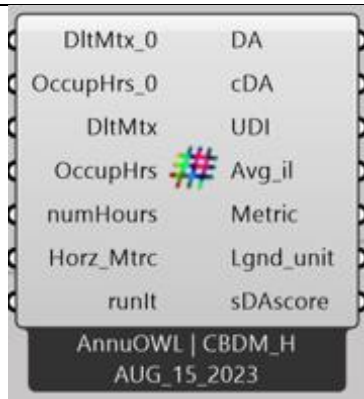 DltMtx_0 DA
OccupHrs_0 cDA
DltMtx UDI
OccupHrs Avg_il
numHours Metric
Horz_Mtrc Lgnd_unit
runIt sDAscore
AnnuOWL | CBDM_H
AUG_15_2023